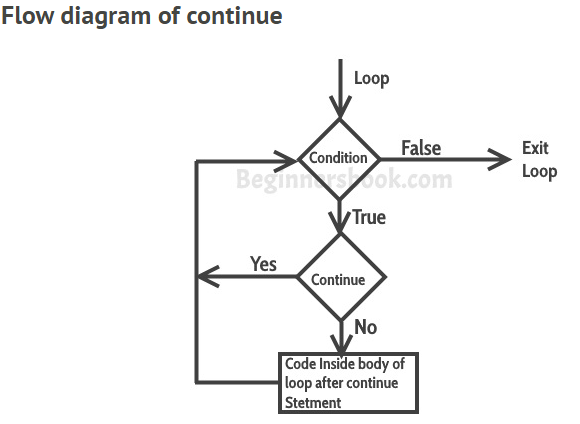 Flow diagram of continue
Loop
Condition
False
Exit
Loop
Beginnersbook.com
True
Continue
Yes
No
Code Inside body of
loop after continue
Stetment